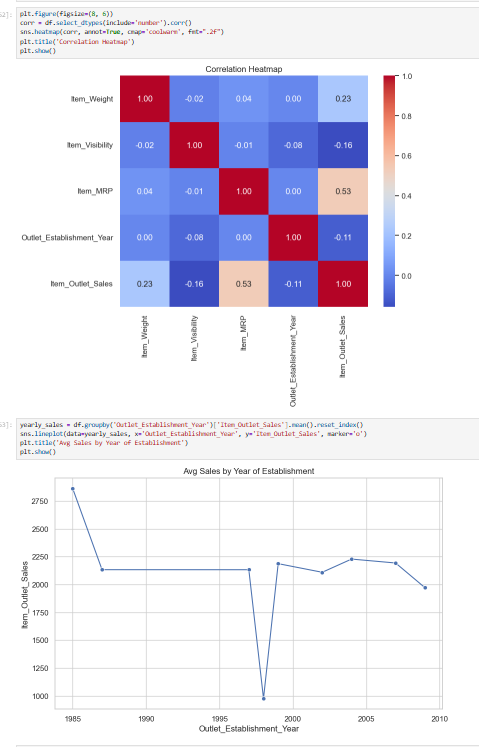 plt.figure(figsize=(8, 6))
corr = df.select_dtypes(include='number').corr()
sns.heatmap(corr, annot=True, cmap='coolwarm', fmt=".2f")
plt.title('Correlation Heatmap')
plt.show()
Correlation Heatmap
Item_Weight 1.00 -0.02 0.04 0.00 0.23
Item_Visibility -0.02 1.00 -0.01 -0.08 -0.16
Item_MRP 0.04 -0.01 1.00 0.00 0.53
Outlet_Establishment_Year 0.00 -0.08 0.00 1.00 -0.11
Item_Outlet_Sales 0.23 -0.16 0.53 -0.11 1.00
Item_Weight
Item_Visibility
Item_MRP
Outlet_Establishment_Year
Item_Outlet_Sales
1.0
0.8
0.6
0.4
0.2
0.0
yearly_sales = df.groupby('Outlet_Establishment_Year')['Item_Outlet_Sales'].mean().reset_index()
sns.lineplot(data=yearly_sales, x='Outlet_Establishment_Year', y='Item_Outlet_Sales', marker='o')
plt.title('Avg Sales by Year of Establishment')
plt.show()
Avg Sales by Year of Establishment
Item_Outlet_Sales
2750
2500
2250
2000
1750
1500
1250
1000
1985 1990 1995 2000 2005 2010
Outlet_Establishment_Year